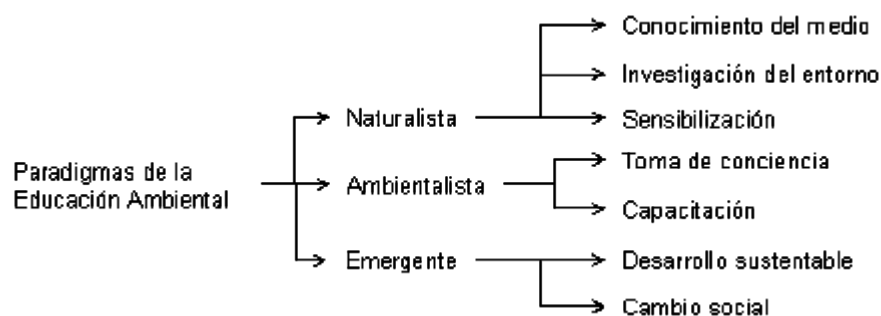 Paradigmas de la
Educación Ambiental
Naturalista
Conocimiento del medio
Investigación del entorno
Sensibilización
Ambientalista
Toma de conciencia
Capacitación
Emergente
Desarrollo sustentable
Cambio social